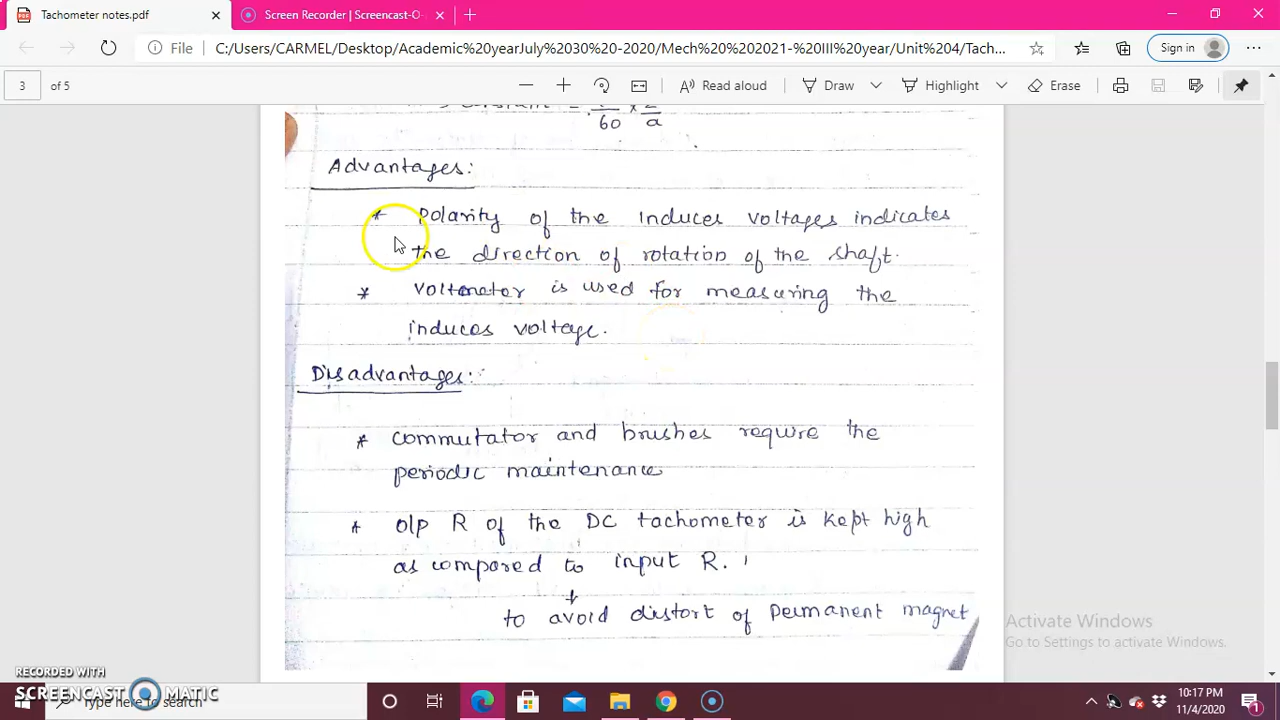 Tachometer notes.pdf
Screen Recorder | Screencast-O-
File
C:/Users/CARMEL/Desktop/Academic%20yearJuly%2030%20-2020/Mech%20%202021-%20III%20year/Unit%204/Tach...
Sign in
3 of 5
Read aloud
Draw
Highlight
Erase
60 a
Advantages:
* Polarity of the induces voltages indicates
the direction of rotation of the shaft.
* voltmeter is used for measuring the
induces voltage.
Disadvantages:
* commutator and brushes require the
periodic maintenance
* o/p R of the DC tachometer is kept high
as compared to input R.
to avoid distort of permanent magnet
Activate Windows
Go to Settings to activate Windows.
RECORDED WITH
SCREENCAST MATIC
Type here to search
10:17 PM
11/4/2020
1